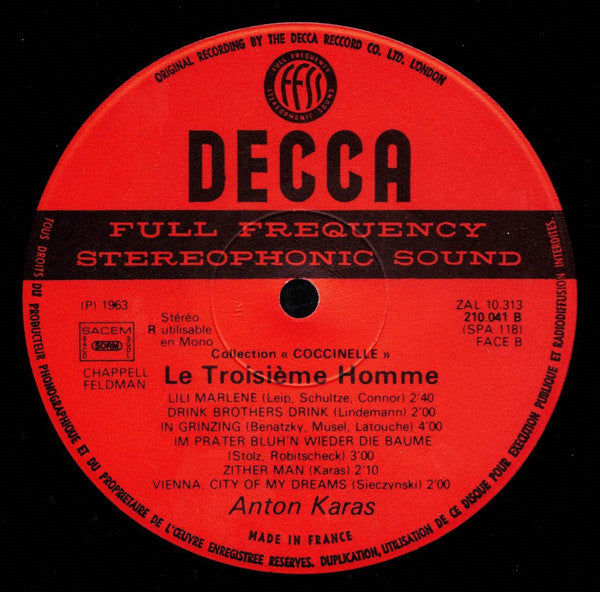 ORIGINAL RECORDING BY THE DECCA RECCORD CO. LTD. LONDON
FULL FREQUENCY
FFSS
STEREOPHONIC SOUND
DECCA
FULL FREQUENCY
STEREOPHONIC SOUND
(P) 1963
Stéréo
R utilisable
en Mono
SACEM
SACD
SDRM
SGDL
CHAPPELL
FELDMAN
ZAL 10.313
210.041 B
(SPA 118)
FACE B
Collection « COCCINELLE »
Le Troisième Homme
LILI MARLENE (Leip, Schultze, Connor) 2'40
DRINK BROTHERS DRINK (Lindemann) 2'00
IN GRINZING (Benatzky, Musel, Latouche) 4'00
IM PRATER BLUH'N WIEDER DIE BAUME
(Stolz, Robitscheck) 3'00
ZITHER MAN (Karas) 2'10
VIENNA, CITY OF MY DREAMS (Sieczynski) 2'00
Anton Karas
MADE IN FRANCE
TOUS DROITS DU PRODUCTEUR PHONOGRAPHIQUE ET DU PROPRIETAIRE DE L'ŒUVRE ENREGISTREE RESERVES. DUPLICATION, UTILISATION DE CE DISQUE POUR EXECUTION PUBLIQUE ET RADIODIFFUSION INTERDITES.